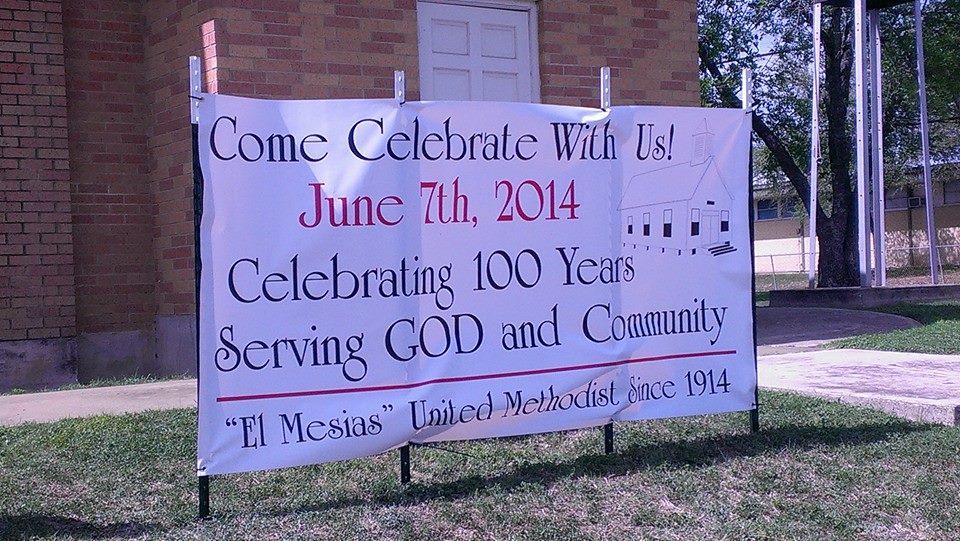 Come Celebrate With Us!
June 7th, 2014
Celebrating 100 Years
Serving GOD and Community
"El Mesias" United Methodist Since 1914